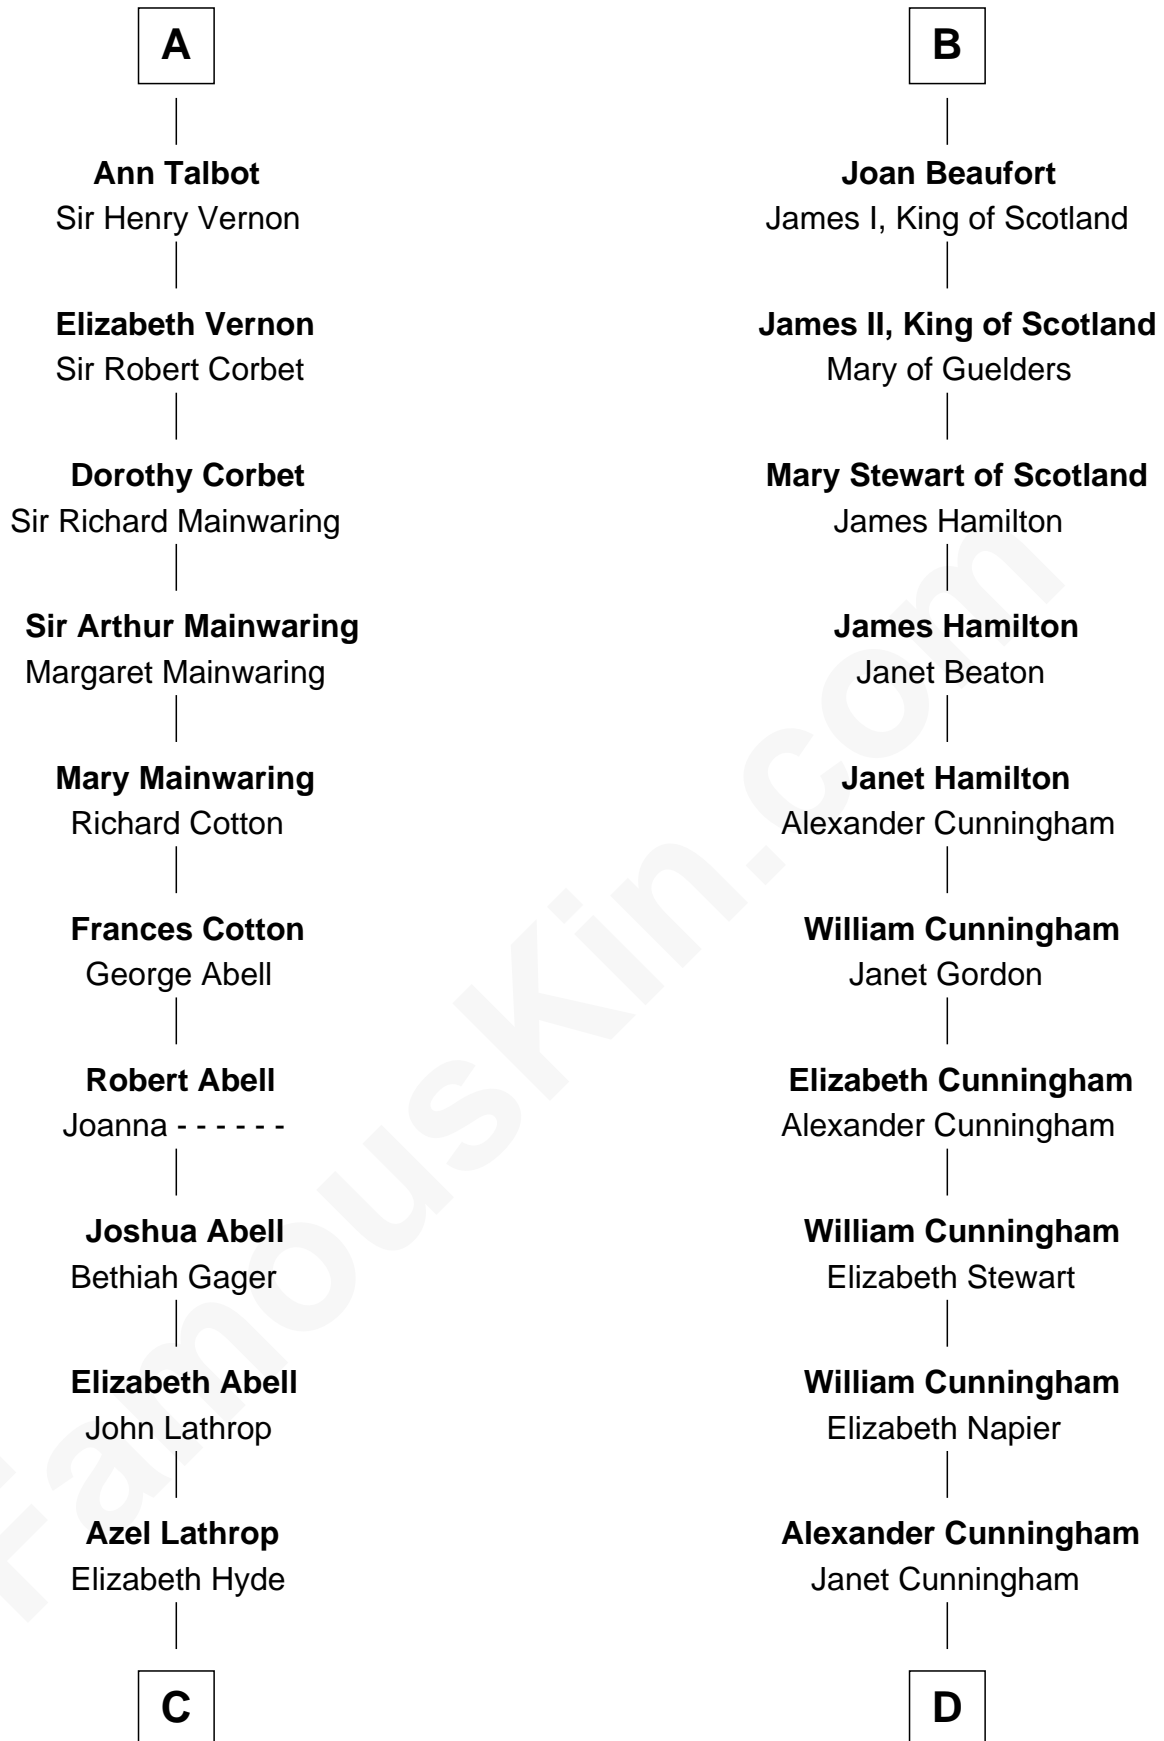 A
Ann Talbot
Sir Henry Vernon
Elizabeth Vernon
Sir Robert Corbet
Dorothy Corbet
Sir Richard Mainwaring
Sir Arthur Mainwaring
Margaret Mainwaring
Mary Mainwaring
Richard Cotton
Frances Cotton
George Abell
Robert Abell
Joanna - - - - - -
Joshua Abell
Bethiah Gager
Elizabeth Abell
John Lathrop
Azel Lathrop
Elizabeth Hyde
C
B
Joan Beaufort
James I, King of Scotland
James II, King of Scotland
Mary of Guelders
Mary Stewart of Scotland
James Hamilton
James Hamilton
Janet Beaton
Janet Hamilton
Alexander Cunningham
William Cunningham
Janet Gordon
Elizabeth Cunningham
Alexander Cunningham
William Cunningham
Elizabeth Stewart
William Cunningham
Elizabeth Napier
Alexander Cunningham
Janet Cunningham
D
FamousKin.com